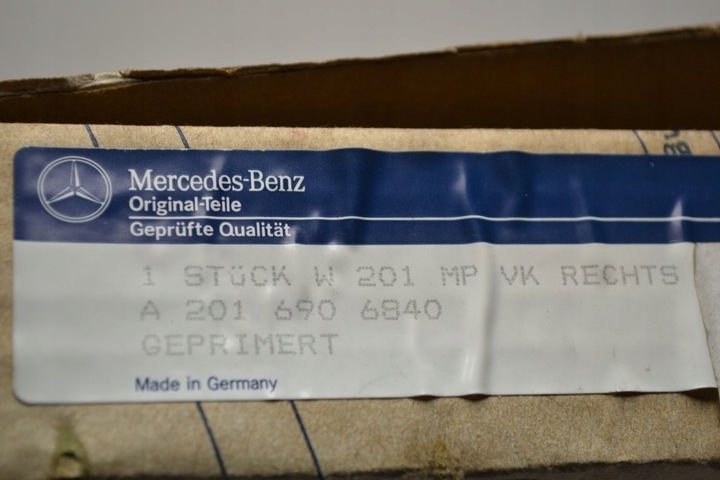 Mercedes-Benz
Original-Teile
Geprüfte Qualität
1 STüCK W 201 MP VK RECHTS
A 201 690 6840
GEPRIMERT
Made in Germany